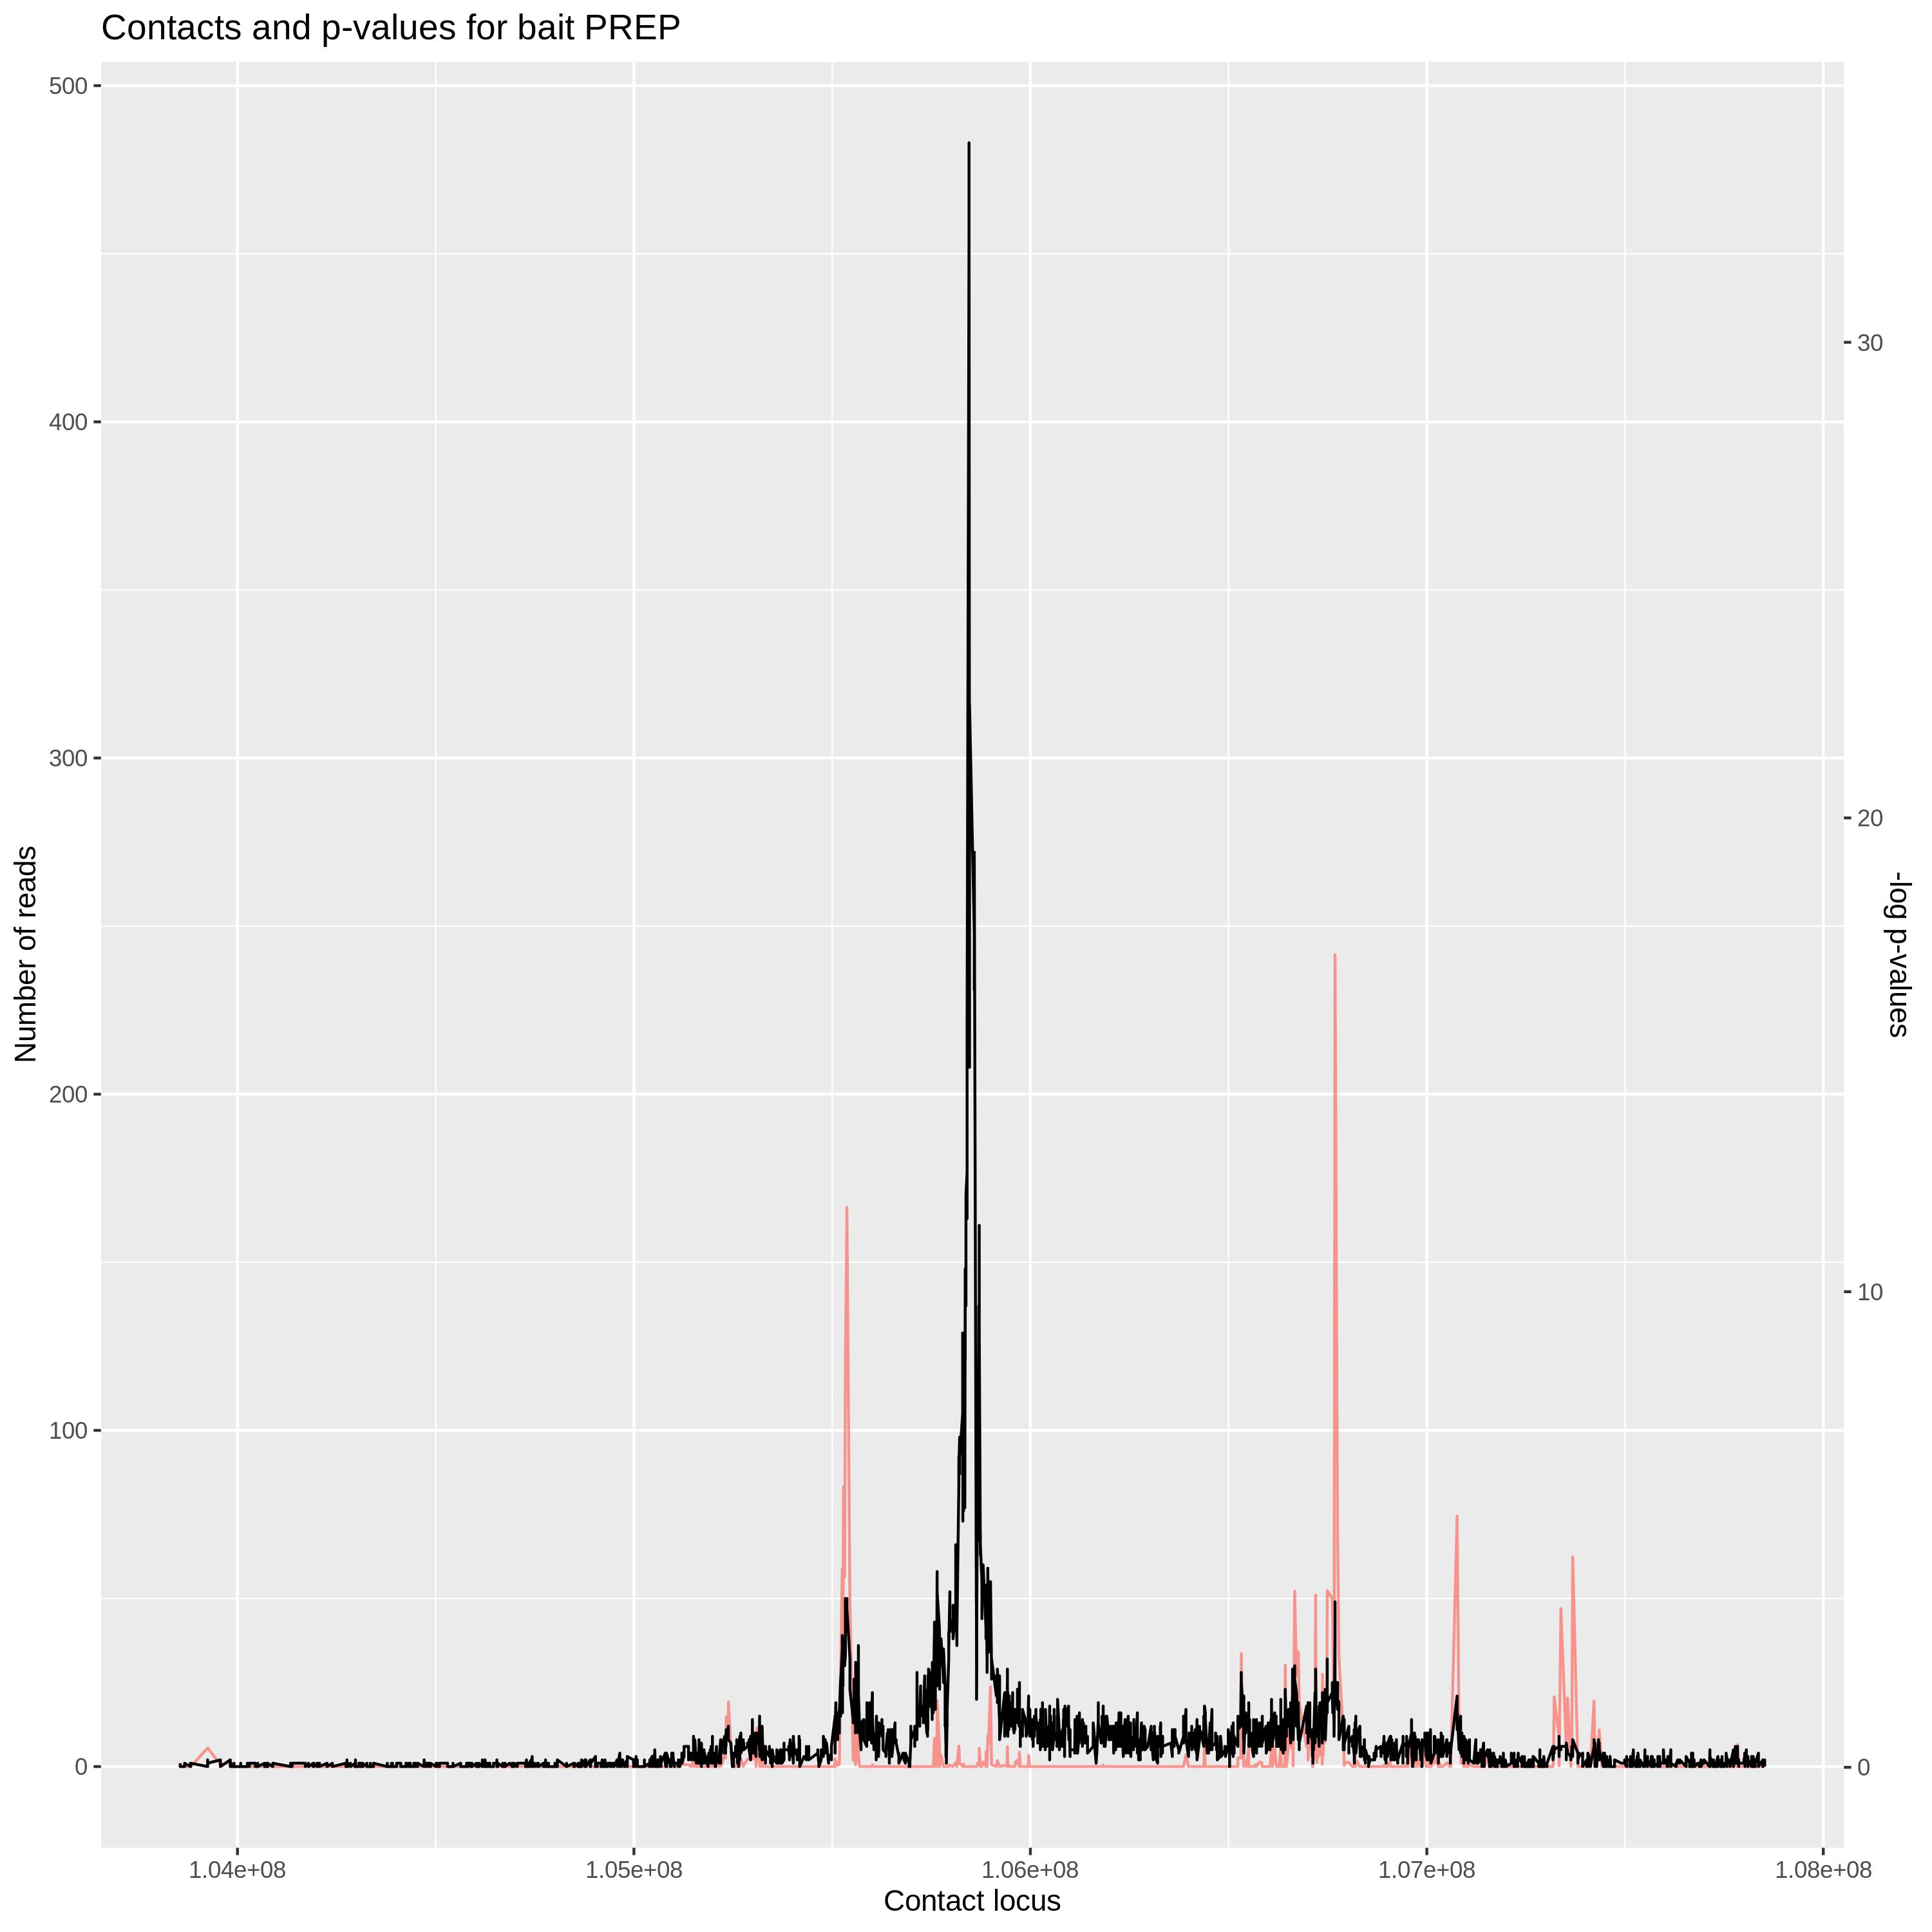 Contacts and p-values for bait PREP
500
400
300
200
100
0
Number of reads
30
20
10
0
-log p-values
1.04e+08
1.05e+08
1.06e+08
1.07e+08
1.08e+08
Contact locus